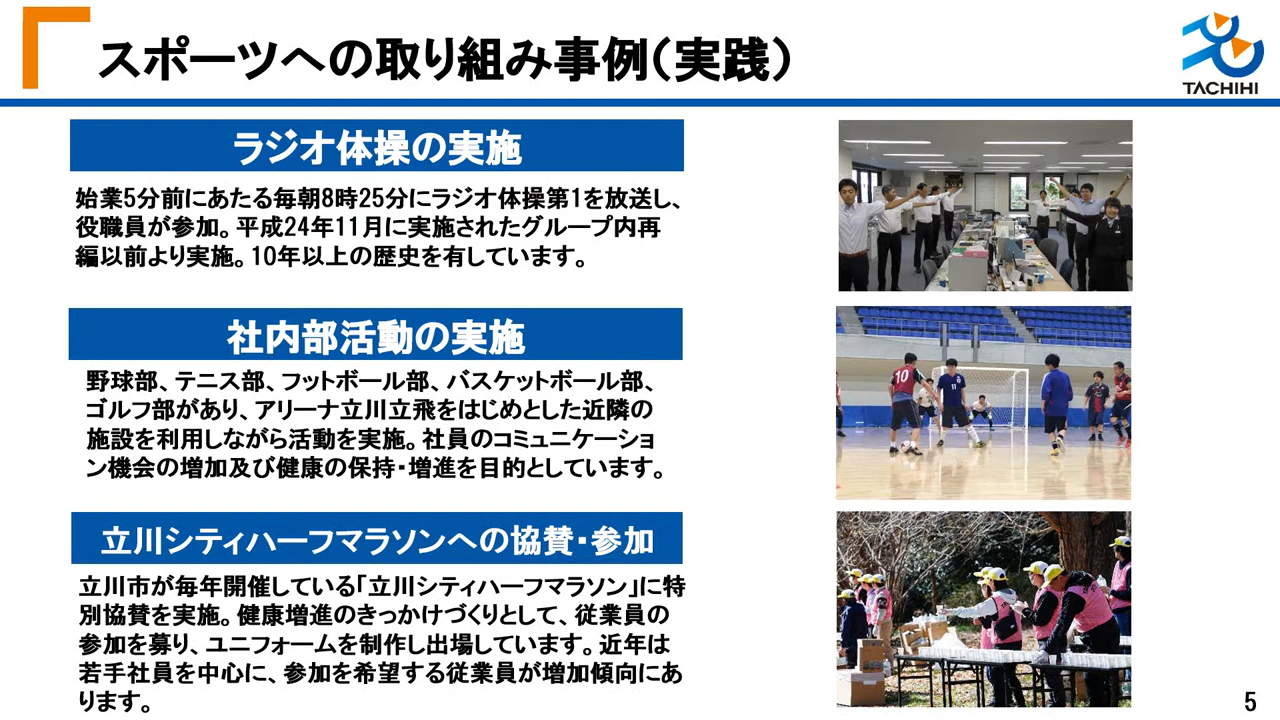 スポーツへの取り組み事例(実践)
TACHIHI
ラジオ体操の実施
始業5分前にあたる毎朝8時25分にラジオ体操第1を放送し、
役職員が参加。平成24年11月に実施されたグループ内再
編以前より実施。10年以上の歴史を有しています。
社内部活動の実施
野球部、テニス部、フットボール部、バスケットボール部、
ゴルフ部があり、アリーナ立川立飛をはじめとした近隣の
施設を利用しながら活動を実施。社員のコミュニケーショ
ン機会の増加及び健康の保持・増進を目的としています。
10
11
立川シティハーフマラソンへの協賛・参加
立川市が毎年開催している「立川シティハーフマラソン」に特
別協賛を実施。健康増進のきっかけづくりとして、従業員の
参加を募り、ユニフォームを制作し出場しています。近年は
若手社員を中心に、参加を希望する従業員が増加傾向にあ
ります。
5